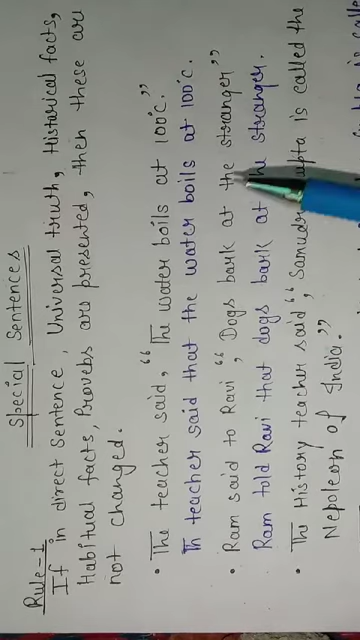 Special Sentences
Rule-1
If in direct sentence, Universal truth, Historical facts,
Habitual facts, Proverbs are presented, then these are
not changed.
• The teacher said, “The water boils at 100°C.”
Th teacher said that the water boils at 100°C.
• Ram said to Ravi, “Dogs bark at the stranger”
Ram told Ravi that dogs bark at the stranger.
• The History teacher said “Samudragupta is called the
Nepoleon of India.”